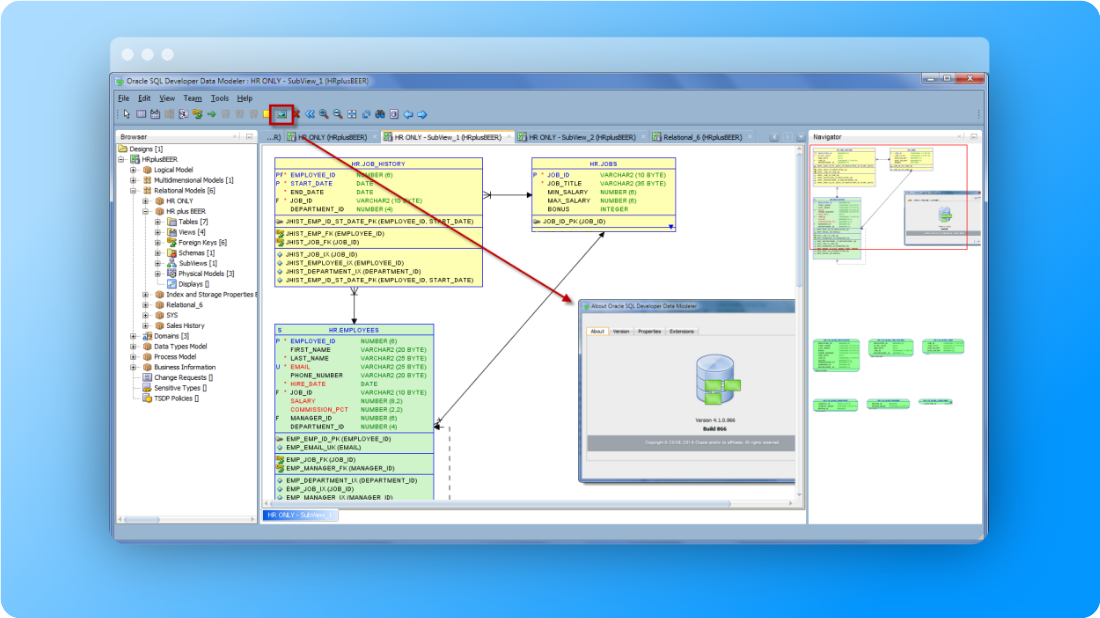 Oracle SQL Developer Data Modeler : HR ONLY - SubView_1 (HRplusBEER)
File Edit View Team Tools Help
Browser
Designs [1]
HRplusBEER
Logical Model
Multidimensional Models [1]
Relational Models [6]
HR ONLY
HR plus BEER
Tables [7]
Views [4]
Foreign Keys [6]
Schemas [1]
SubViews [1]
Physical Models [3]
Displays []
Index and Storage Properties E
Relational_6
SYS
Sales History
Domains [3]
Data Types Model
Process Model
Business Information
Change Requests []
Sensitive Types []
TSDP Policies []
...R) HR ONLY (HRplusBEER) HR ONLY - SubView_1 (HRplusBEER) HR ONLY - SubView_2 (HRplusBEER) Relational_6 (HRplusBEER)
HR.JOB_HISTORY
PF* EMPLOYEE_ID NUMBER (6)
P * START_DATE DATE
* END_DATE DATE
F * JOB_ID VARCHAR2 (10 BYTE)
DEPARTMENT_ID NUMBER (4)
JHIST_EMP_ID_ST_DATE_PK (EMPLOYEE_ID, START_DATE)
JHIST_EMP_FK (EMPLOYEE_ID)
JHIST_JOB_FK (JOB_ID)
JHIST_JOB_IX (JOB_ID)
JHIST_EMPLOYEE_IX (EMPLOYEE_ID)
JHIST_DEPARTMENT_IX (DEPARTMENT_ID)
JHIST_EMP_ID_ST_DATE_PK (EMPLOYEE_ID, START_DATE)
HR.JOBS
P * JOB_ID VARCHAR2 (10 BYTE)
* JOB_TITLE VARCHAR2 (35 BYTE)
MIN_SALARY NUMBER (6)
MAX_SALARY NUMBER (6)
BONUS INTEGER
JOB_ID_PK (JOB_ID)
S HR.EMPLOYEES
P * EMPLOYEE_ID NUMBER (6)
FIRST_NAME VARCHAR2 (20 BYTE)
* LAST_NAME VARCHAR2 (25 BYTE)
U * EMAIL VARCHAR2 (25 BYTE)
PHONE_NUMBER VARCHAR2 (20 BYTE)
* HIRE_DATE DATE
F * JOB_ID VARCHAR2 (10 BYTE)
SALARY NUMBER (8,2)
COMMISSION_PCT NUMBER (2,2)
F MANAGER_ID NUMBER (6)
DEPARTMENT_ID NUMBER (4)
EMP_EMP_ID_PK (EMPLOYEE_ID)
EMP_EMAIL_UK (EMAIL)
EMP_JOB_FK (JOB_ID)
EMP_MANAGER_FK (MANAGER_ID)
EMP_DEPARTMENT_IX (DEPARTMENT_ID)
EMP_JOB_IX (JOB_ID)
EMP_MANAGER_IX (MANAGER_ID)
About Oracle SQL Developer Data Modeler
About Version Properties Extensions
Version 4.1.0.866
Build 866
HR ONLY - SubView_1
Navigator